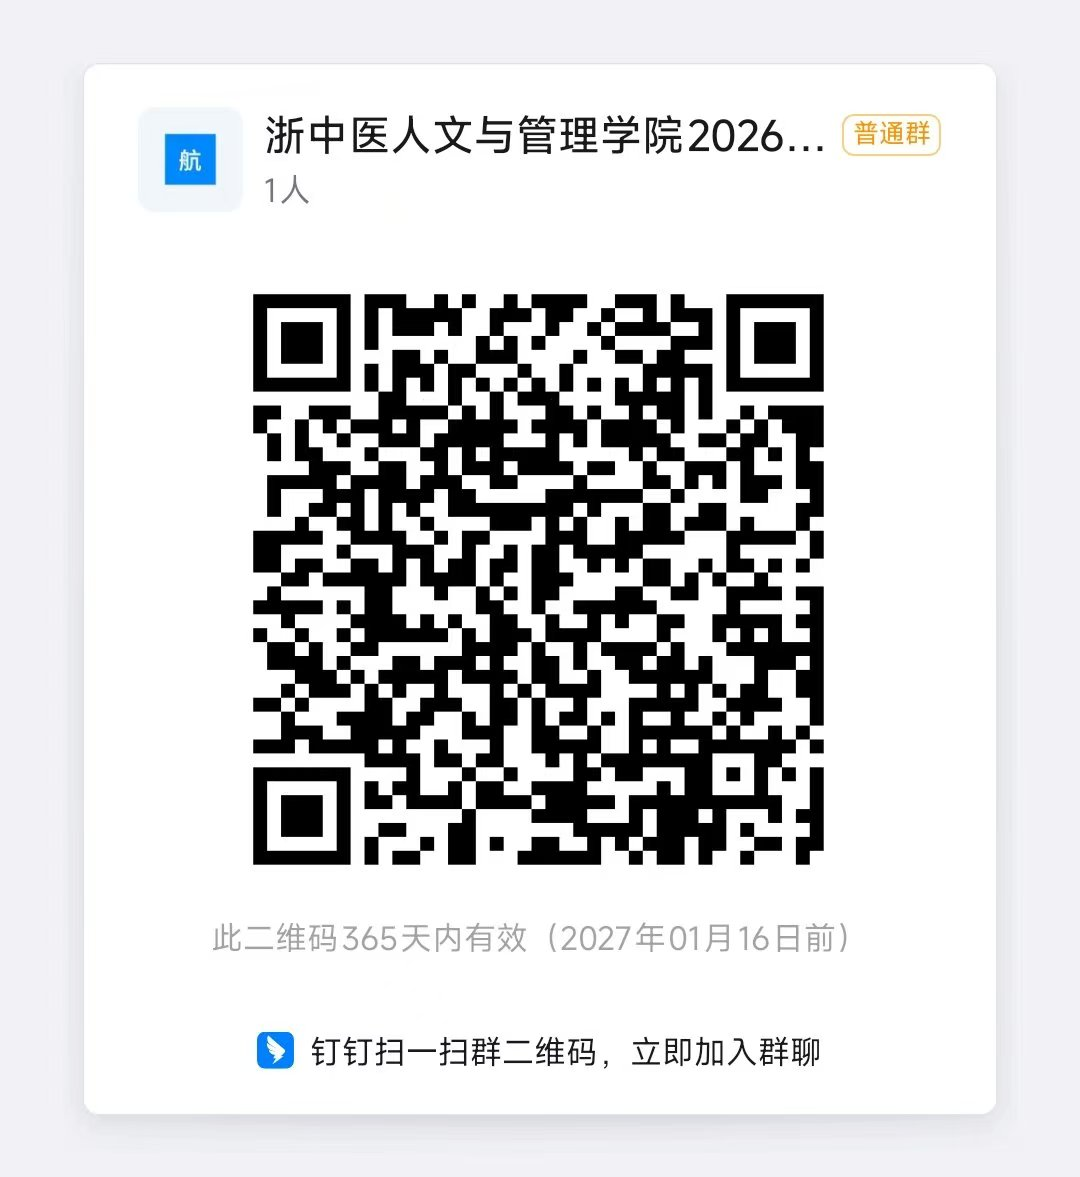 航
浙中医人文与管理学院2026... 普通群
1人
此二维码365天内有效（2027年01月16日前）
钉钉扫一扫群二维码，立即加入群聊